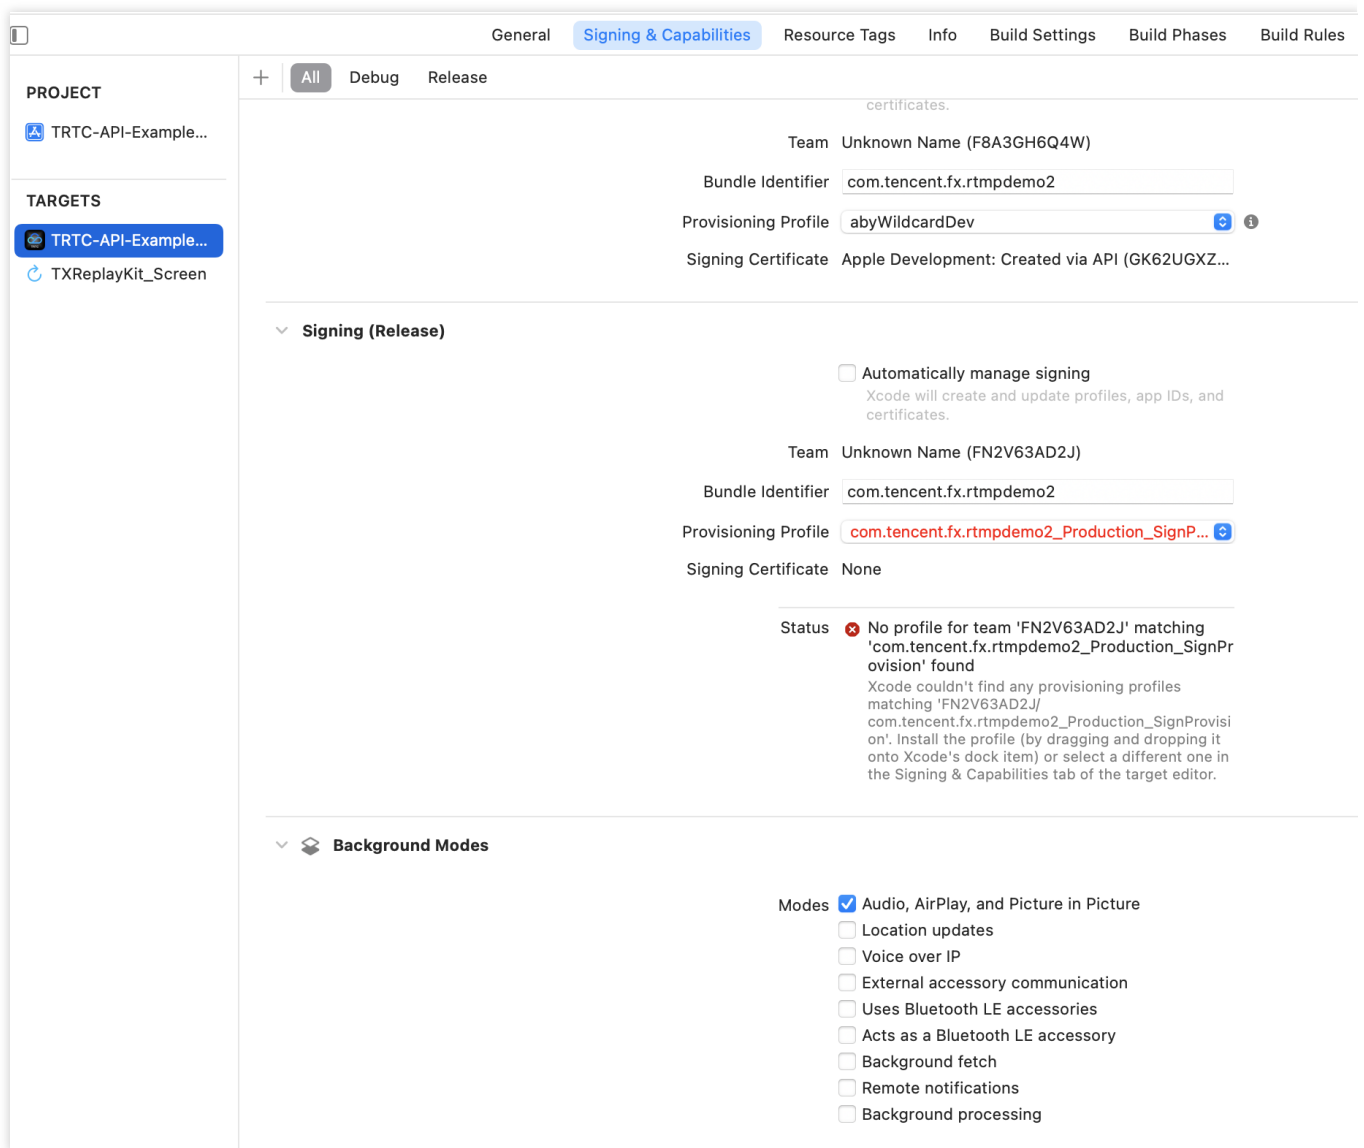 General
Signing & Capabilities
Resource Tags
Info
Build Settings
Build Phases
Build Rules
PROJECT
TRTC-API-Example...
TARGETS
TRTC-API-Example...
TXReplayKit_Screen
All
Debug
Release
certificates.
Team Unknown Name (F8A3GH6Q4W)
Bundle Identifier com.tencent.fx.rtmpdemo2
Provisioning Profile abyWildcardDev
Signing Certificate Apple Development: Created via API (GK62UGXZ...
Signing (Release)
Automatically manage signing
Xcode will create and update profiles, app IDs, and
certificates.
Team Unknown Name (FN2V63AD2J)
Bundle Identifier com.tencent.fx.rtmpdemo2
Provisioning Profile com.tencent.fx.rtmpdemo2_Production_SignP...
Signing Certificate None
Status No profile for team 'FN2V63AD2J' matching
'com.tencent.fx.rtmpdemo2_Production_SignPr
ovision' found
Xcode couldn't find any provisioning profiles
matching 'FN2V63AD2J/
com.tencent.fx.rtmpdemo2_Production_SignProvisi
on'. Install the profile (by dragging and dropping it
onto Xcode's dock item) or select a different one in
the Signing & Capabilities tab of the target editor.
Background Modes
Modes Audio, AirPlay, and Picture in Picture
Location updates
Voice over IP
External accessory communication
Uses Bluetooth LE accessories
Acts as a Bluetooth LE accessory
Background fetch
Remote notifications
Background processing